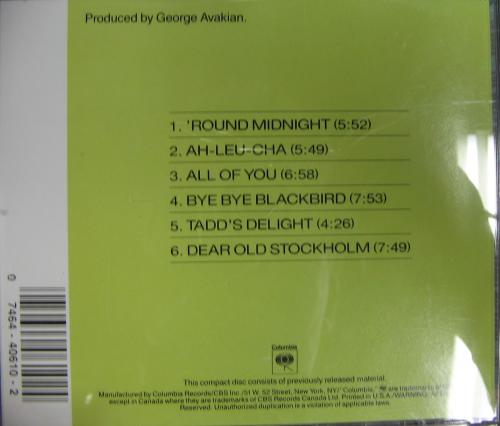 Produced by George Avakian.
1. 'ROUND MIDNIGHT (5:52)
2. AH-LEU-CHA (5:49)
3. ALL OF YOU (6:58)
4. BYE BYE BLACKBIRD (7:53)
5. TADD'S DELIGHT (4:26)
6. DEAR OLD STOCKHOLM (7:49)
0 7464-40610-2
Columbia
This compact disc consists of previously released material.
Manufactured by Columbia Records/CBS Inc./51 W. 52 Street, New York, NY/"Columbia," are trademarks
except in Canada where they are trademarks of CBS Records Canada Ltd. Printed in U.S.A./WARNING:
Reserved. Unauthorized duplication is a violation of applicable laws.